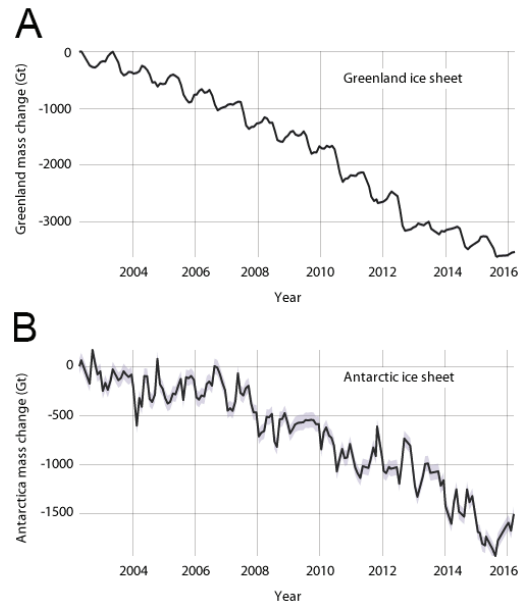 A
Greenland mass change (Gt)
0
-1000
-2000
-3000
Greenland ice sheet
2004 2006 2008 2010 2012 2014 2016
Year
B
Antarctica mass change (Gt)
0
-500
-1000
-1500
Antarctic ice sheet
2004 2006 2008 2010 2012 2014 2016
Year